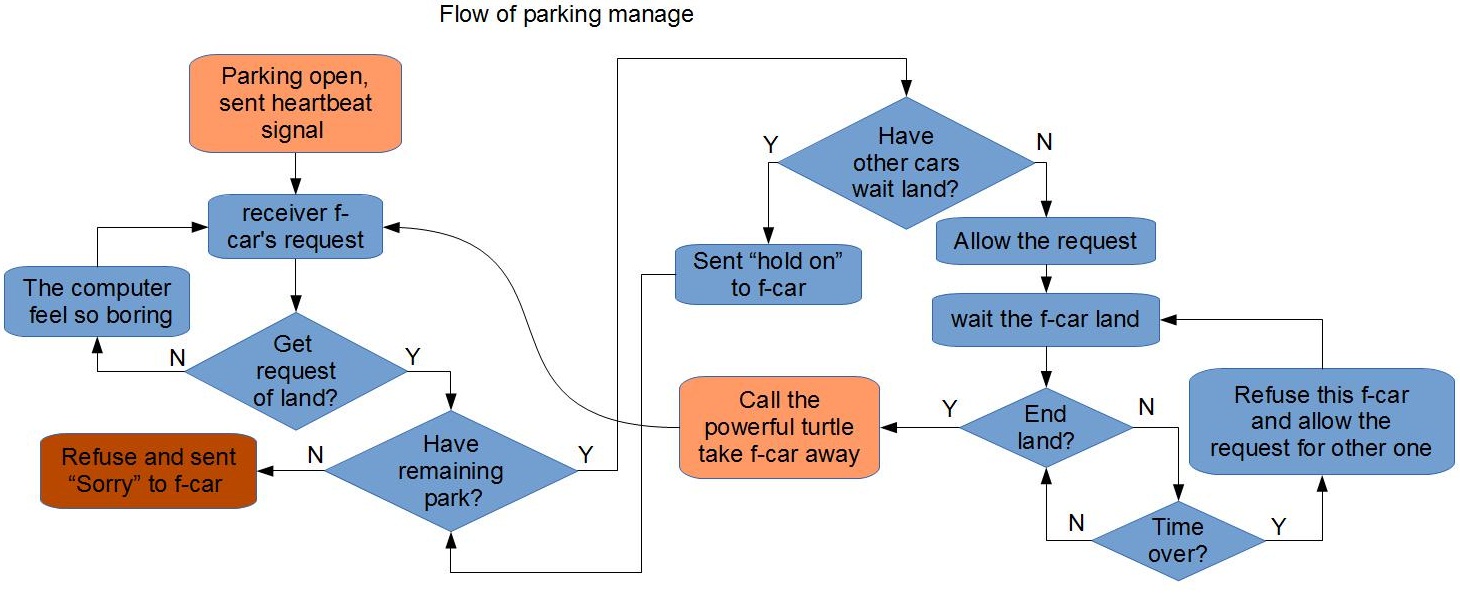 Flow of parking manage
Parking open,
sent heartbeat
signal
receiver f-
car's request
The computer
feel so boring
Get
request
of land?
N
Y
Refuse and sent
“Sorry” to f-car
N
Have
remaining
park?
Y
Have
other cars
wait land?
Y
N
Sent “hold on”
to f-car
Allow the request
wait the f-car land
Call the
powerful turtle
take f-car away
Y
End
land?
N
Refuse this f-car
and allow the
request for other one
N
Time
over?
Y